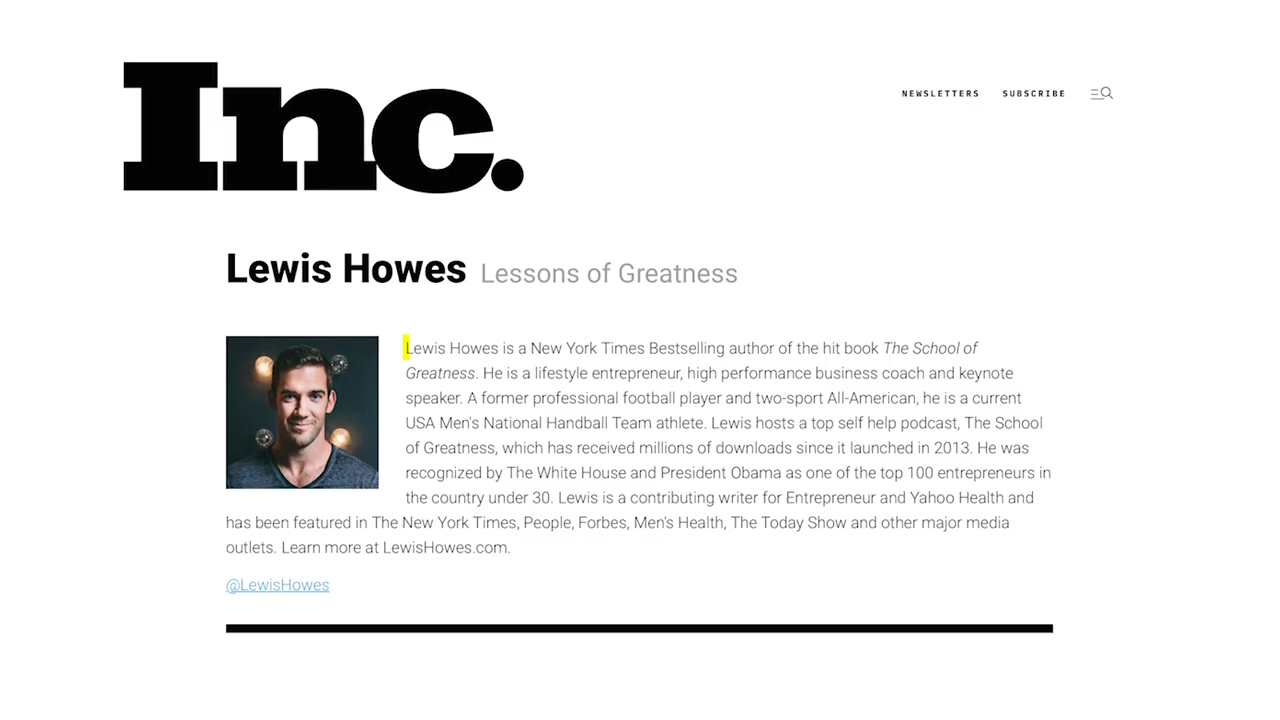 Inc.
NEWSLETTERS SUBSCRIBE
Lewis Howes Lessons of Greatness
Lewis Howes is a New York Times Bestselling author of the hit book The School of
Greatness. He is a lifestyle entrepreneur, high performance business coach and keynote
speaker. A former professional football player and two-sport All-American, he is a current
USA Men's National Handball Team athlete. Lewis hosts a top self help podcast, The School
of Greatness, which has received millions of downloads since it launched in 2013. He was
recognized by The White House and President Obama as one of the top 100 entrepreneurs in
the country under 30. Lewis is a contributing writer for Entrepreneur and Yahoo Health and
has been featured in The New York Times, People, Forbes, Men's Health, The Today Show and other major media
outlets. Learn more at LewisHowes.com.
@LewisHowes